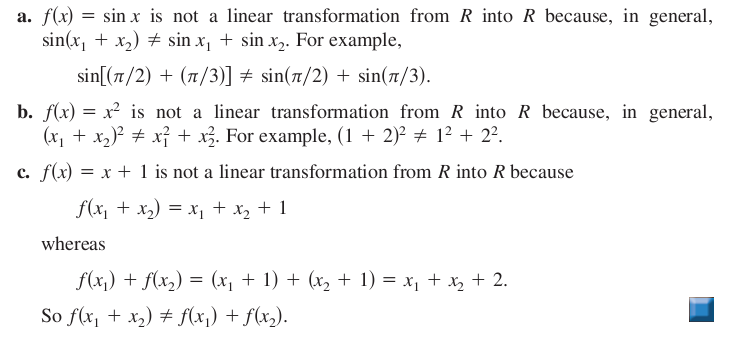 a. f(x) = sin x is not a linear transformation from R into R because, in general,
sin(x₁ + x₂) ≠ sin x₁ + sin x₂. For example,
sin[(π/2) + (π/3)] ≠ sin(π/2) + sin(π/3).
b. f(x) = x² is not a linear transformation from R into R because, in general,
(x₁ + x₂)² ≠ x₁² + x₂². For example, (1 + 2)² ≠ 1² + 2².
c. f(x) = x + 1 is not a linear transformation from R into R because
f(x₁ + x₂) = x₁ + x₂ + 1
whereas
f(x₁) + f(x₂) = (x₁ + 1) + (x₂ + 1) = x₁ + x₂ + 2.
So f(x₁ + x₂) ≠ f(x₁) + f(x₂).